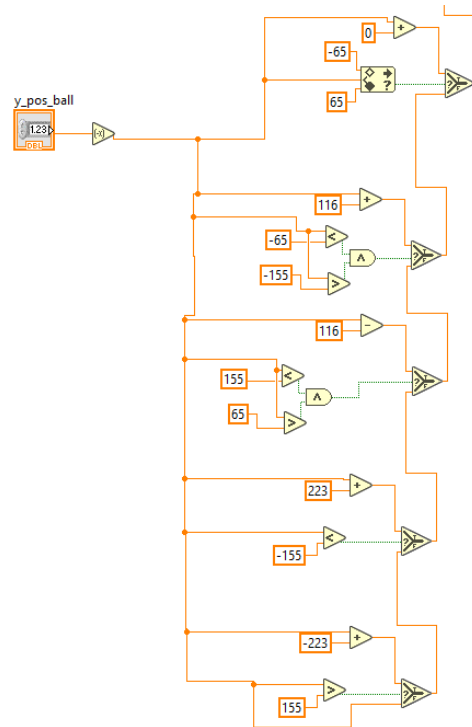 0
+
-65
?
65
T
?
F
y_pos_ball
1.23
DBL
(-x)
+
116
<
-65
∧
T
?
F
-155
>
-
116
<
155
∧
T
?
F
65
>
+
223
<
-155
T
?
F
+
-223
>
155
T
?
F